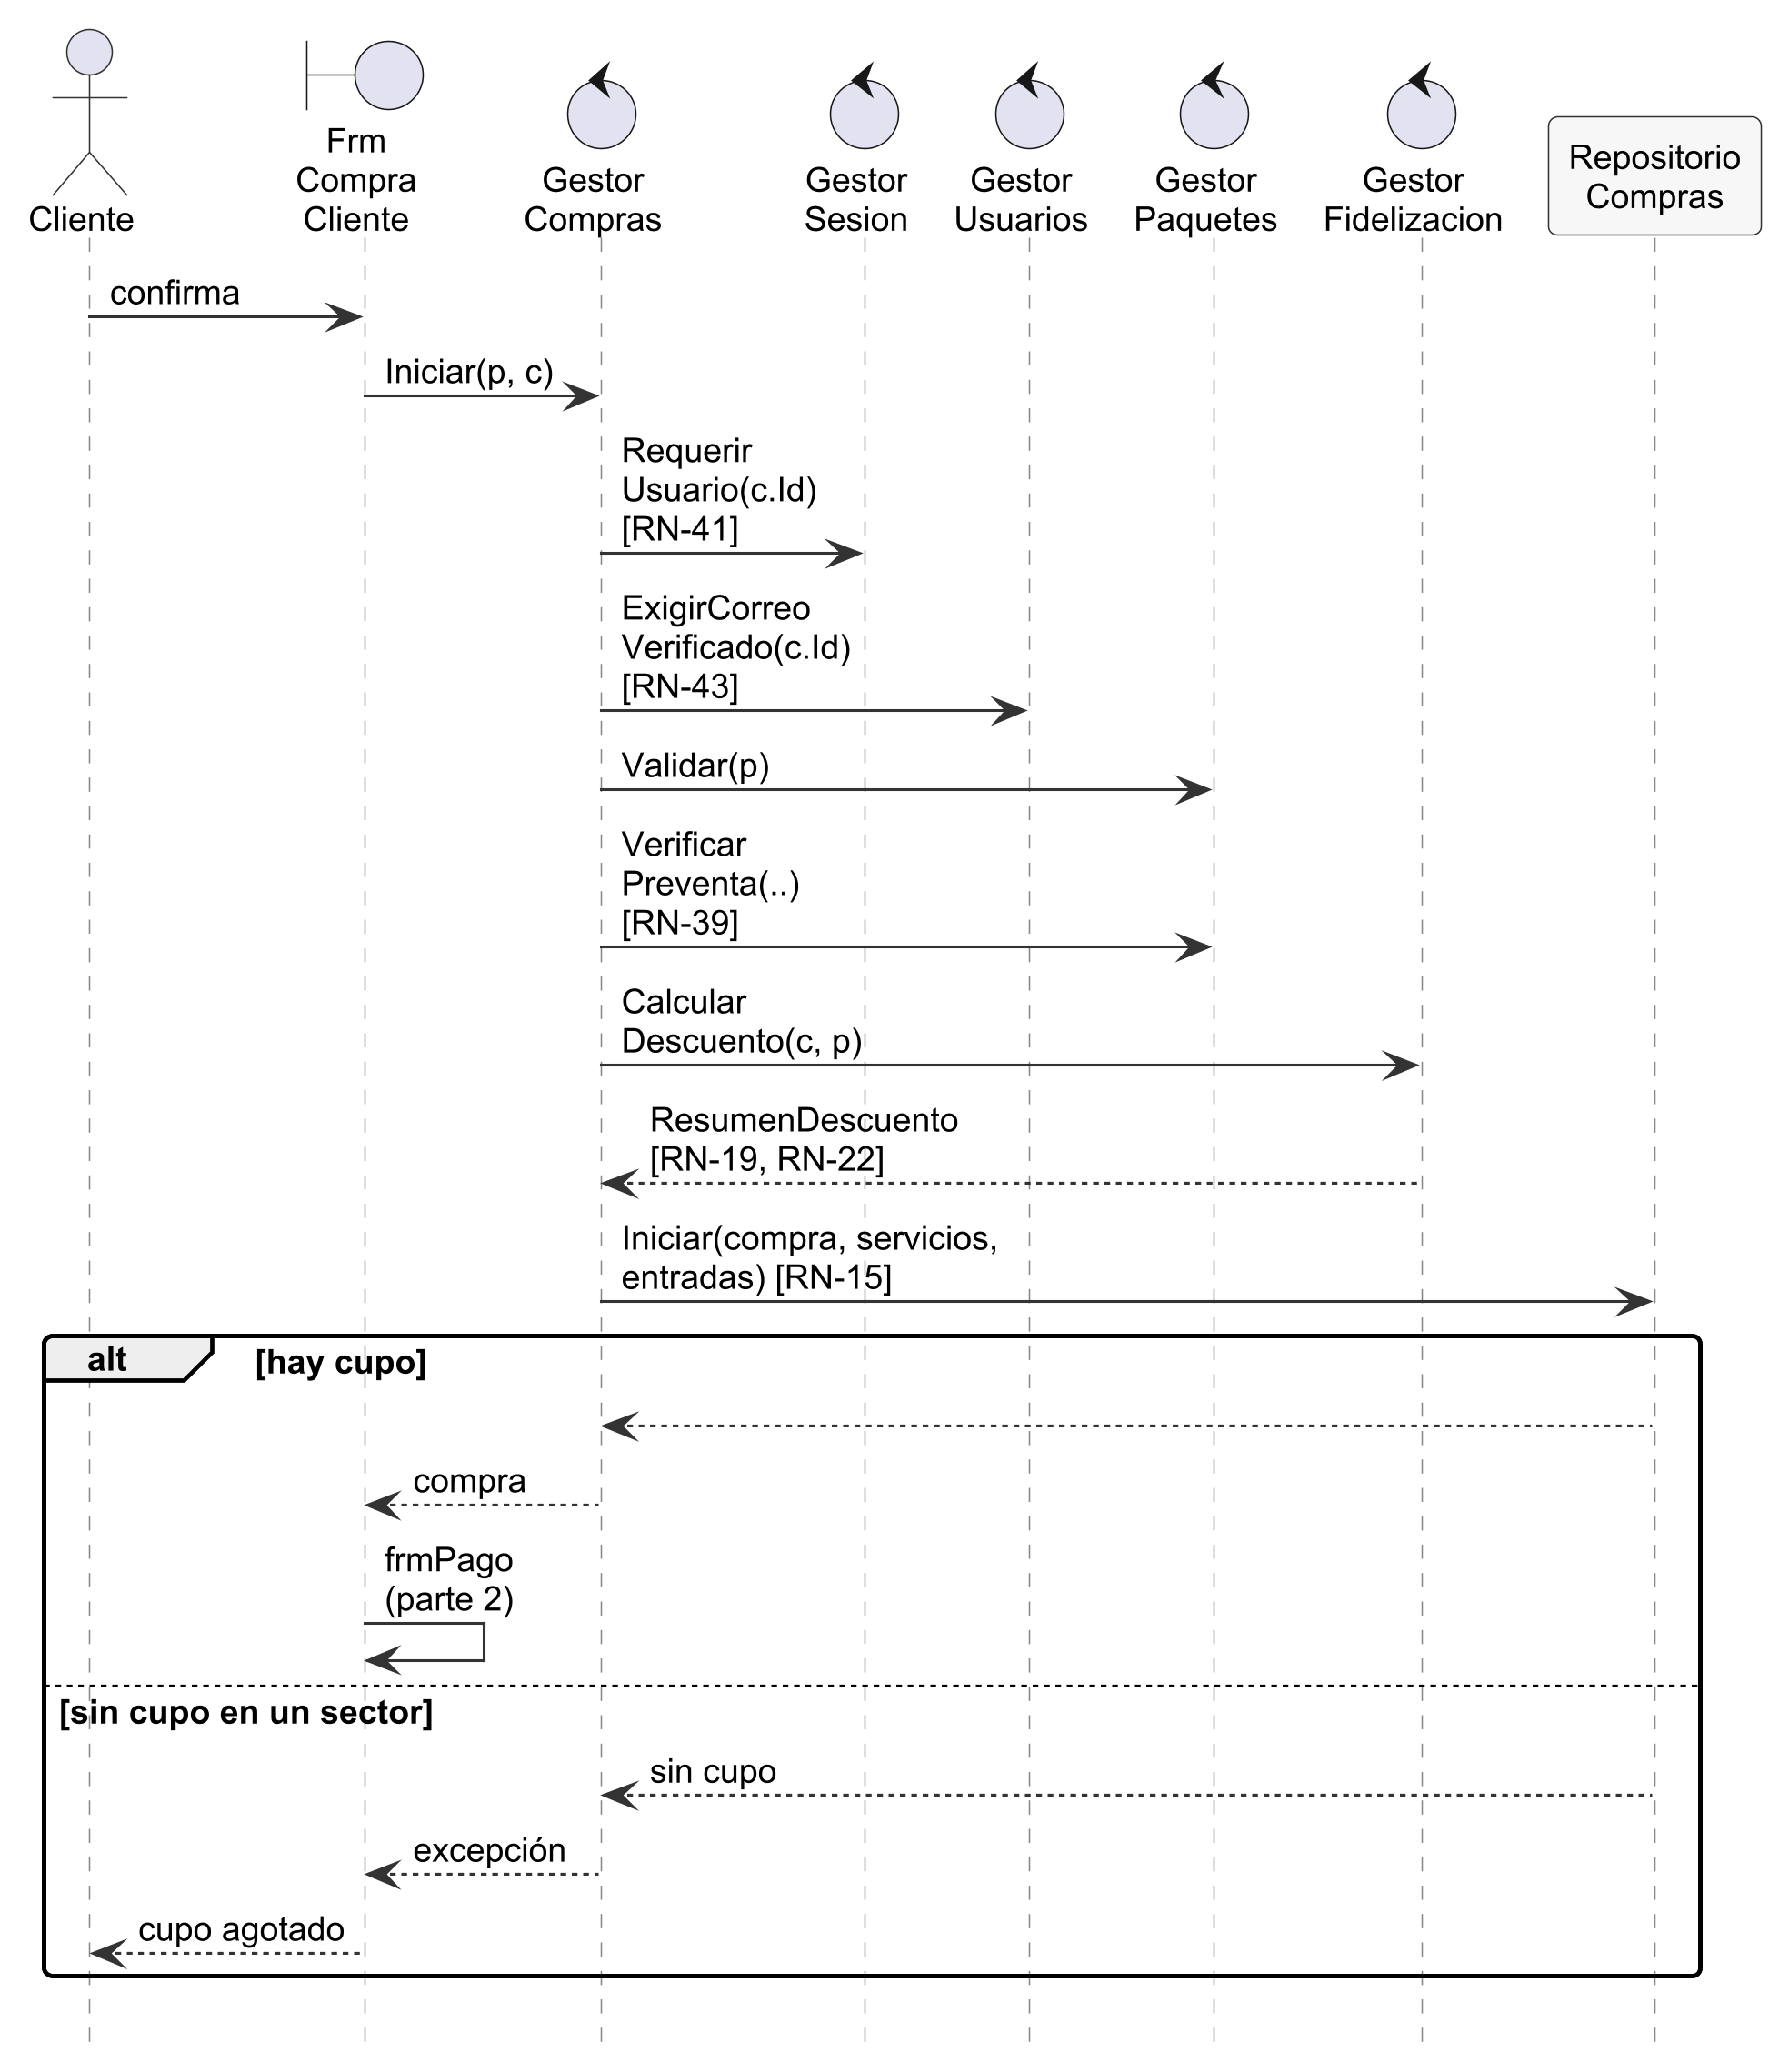 Cliente
Frm
Compra
Cliente
Gestor
Compras
Gestor
Sesion
Gestor
Usuarios
Gestor
Paquetes
Gestor
Fidelizacion
Repositorio
Compras
confirma
Iniciar(p, c)
Requerir
Usuario(c.Id)
[RN-41]
ExigirCorreo
Verificado(c.Id)
[RN-43]
Validar(p)
Verificar
Preventa(..)
[RN-39]
Calcular
Descuento(c, p)
ResumenDescuento
[RN-19, RN-22]
Iniciar(compra, servicios,
entradas) [RN-15]
alt [hay cupo]
compra
frmPago
(parte 2)
[sin cupo en un sector]
sin cupo
excepción
cupo agotado